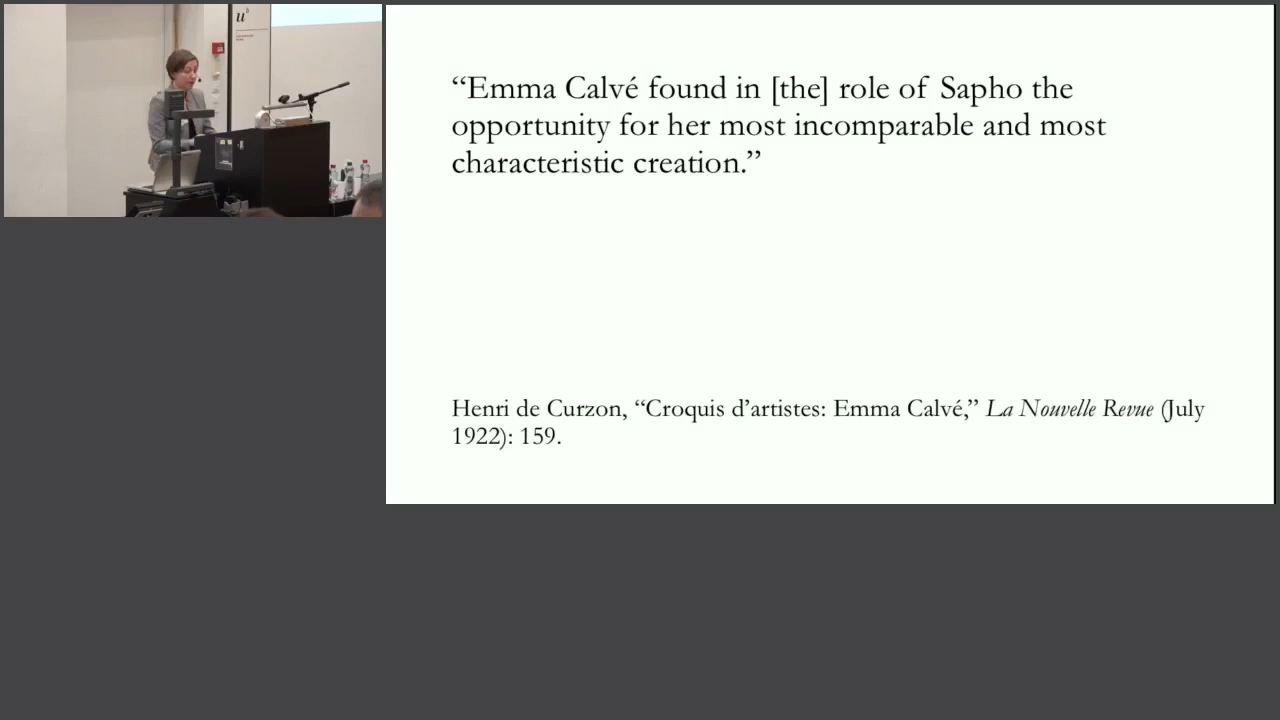 u
b
“Emma Calvé found in [the] role of Sapho the
opportunity for her most incomparable and most
characteristic creation.”
Henri de Curzon, “Croquis d’artistes: Emma Calvé,” La Nouvelle Revue (July
1922): 159.